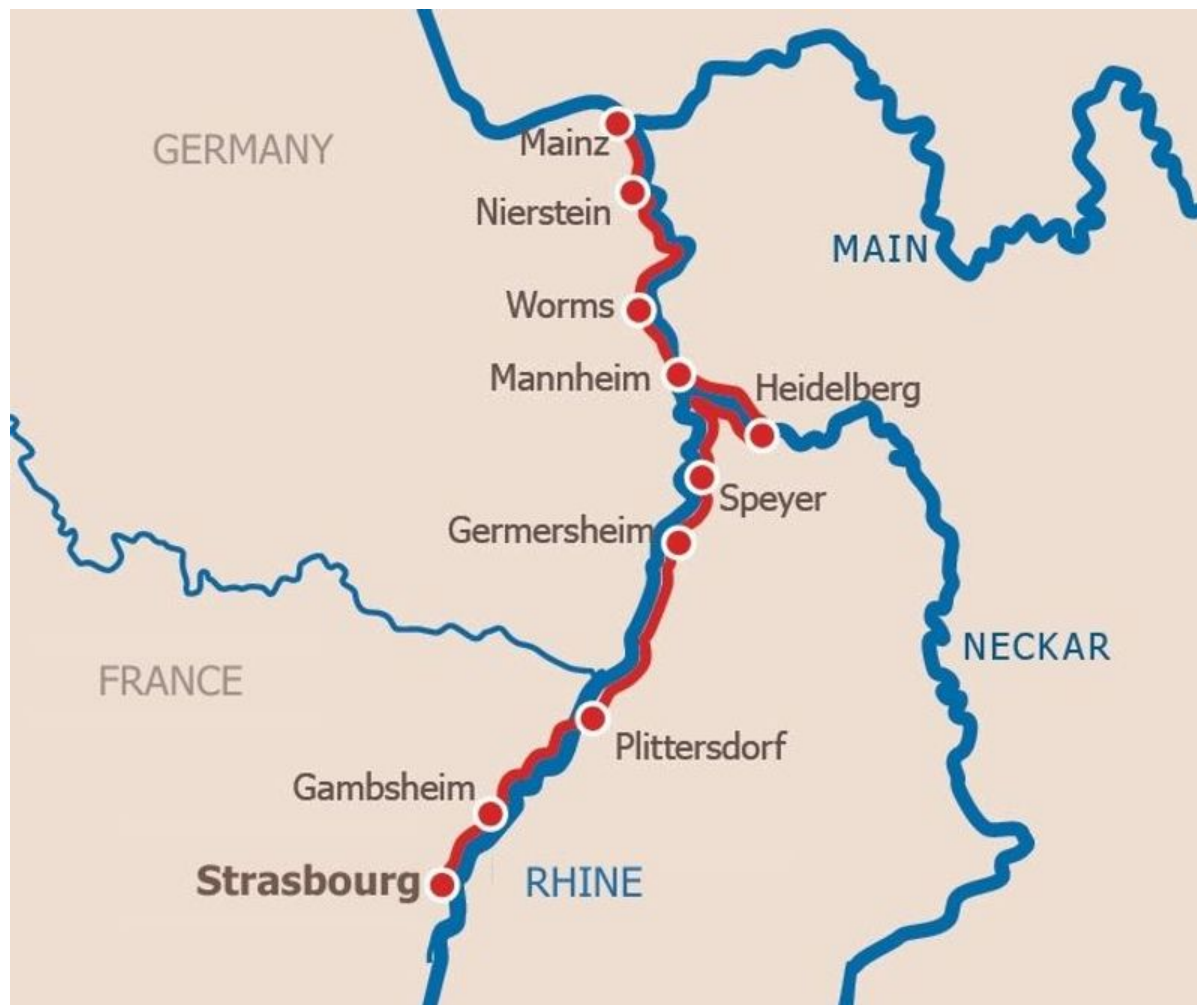 Mainz
GERMANY
Nierstein
MAIN
Worms
Mannheim
Heidelberg
Speyer
Germersheim
NECKAR
FRANCE
Plittersdorf
Gambsheim
Strasbourg
RHINE